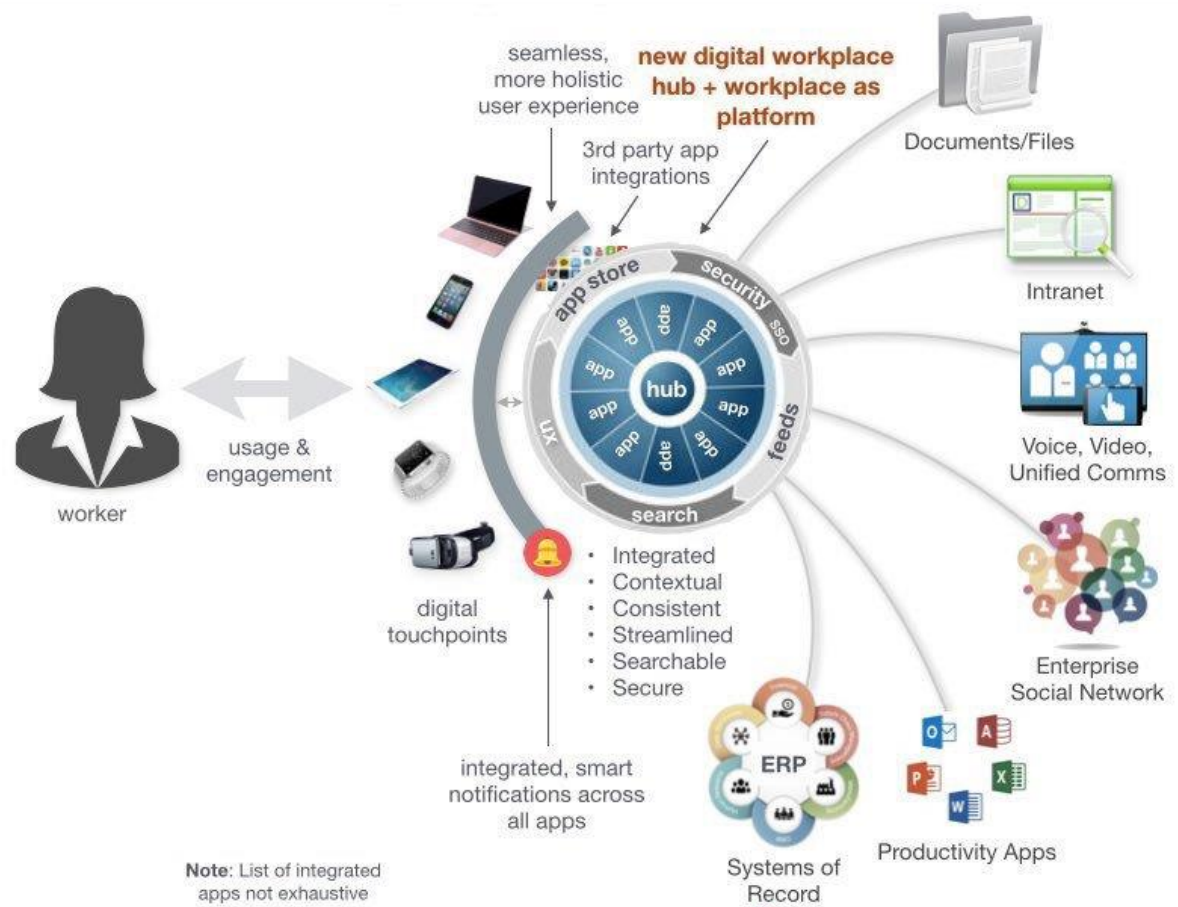 seamless,
more holistic
user experience
new digital workplace
hub + workplace as
platform
3rd party app
integrations
Documents/Files
Intranet
Voice, Video,
Unified Comms
Enterprise
Social Network
Productivity Apps
O
A
P
X
W
ERP
Systems of
Record
worker
usage &
engagement
digital
touchpoints
app store
security
sso
feeds
search
ux
hub
app
app
app
app
app
app
app
app
app
app
• Integrated
• Contextual
• Consistent
• Streamlined
• Searchable
• Secure
integrated, smart
notifications across
all apps
Note: List of integrated
apps not exhaustive